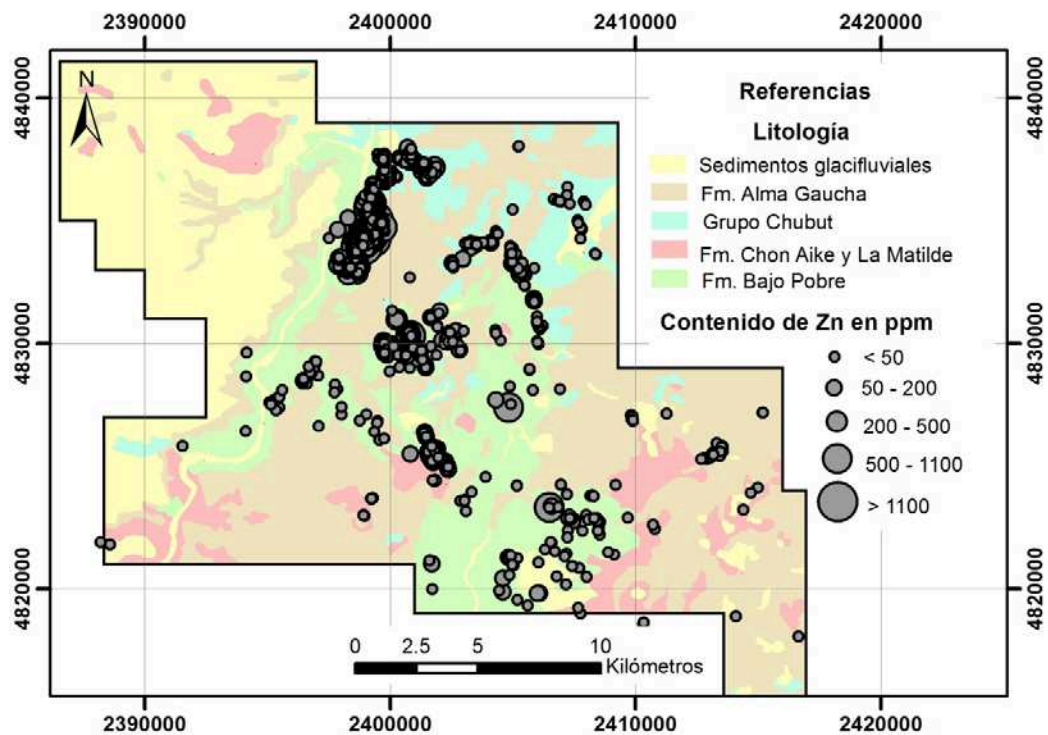 2390000 2400000 2410000 2420000
4840000 4840000
N
Referencias
Litología
Sedimentos glacifluviales
Fm. Alma Gaucha
Grupo Chubut
Fm. Chon Aike y La Matilde
Fm. Bajo Pobre
Contenido de Zn en ppm
< 50
50 - 200
200 - 500
500 - 1100
> 1100
4830000 4830000
4820000 4820000
0 2.5 5 10
Kilómetros
2390000 2400000 2410000 2420000